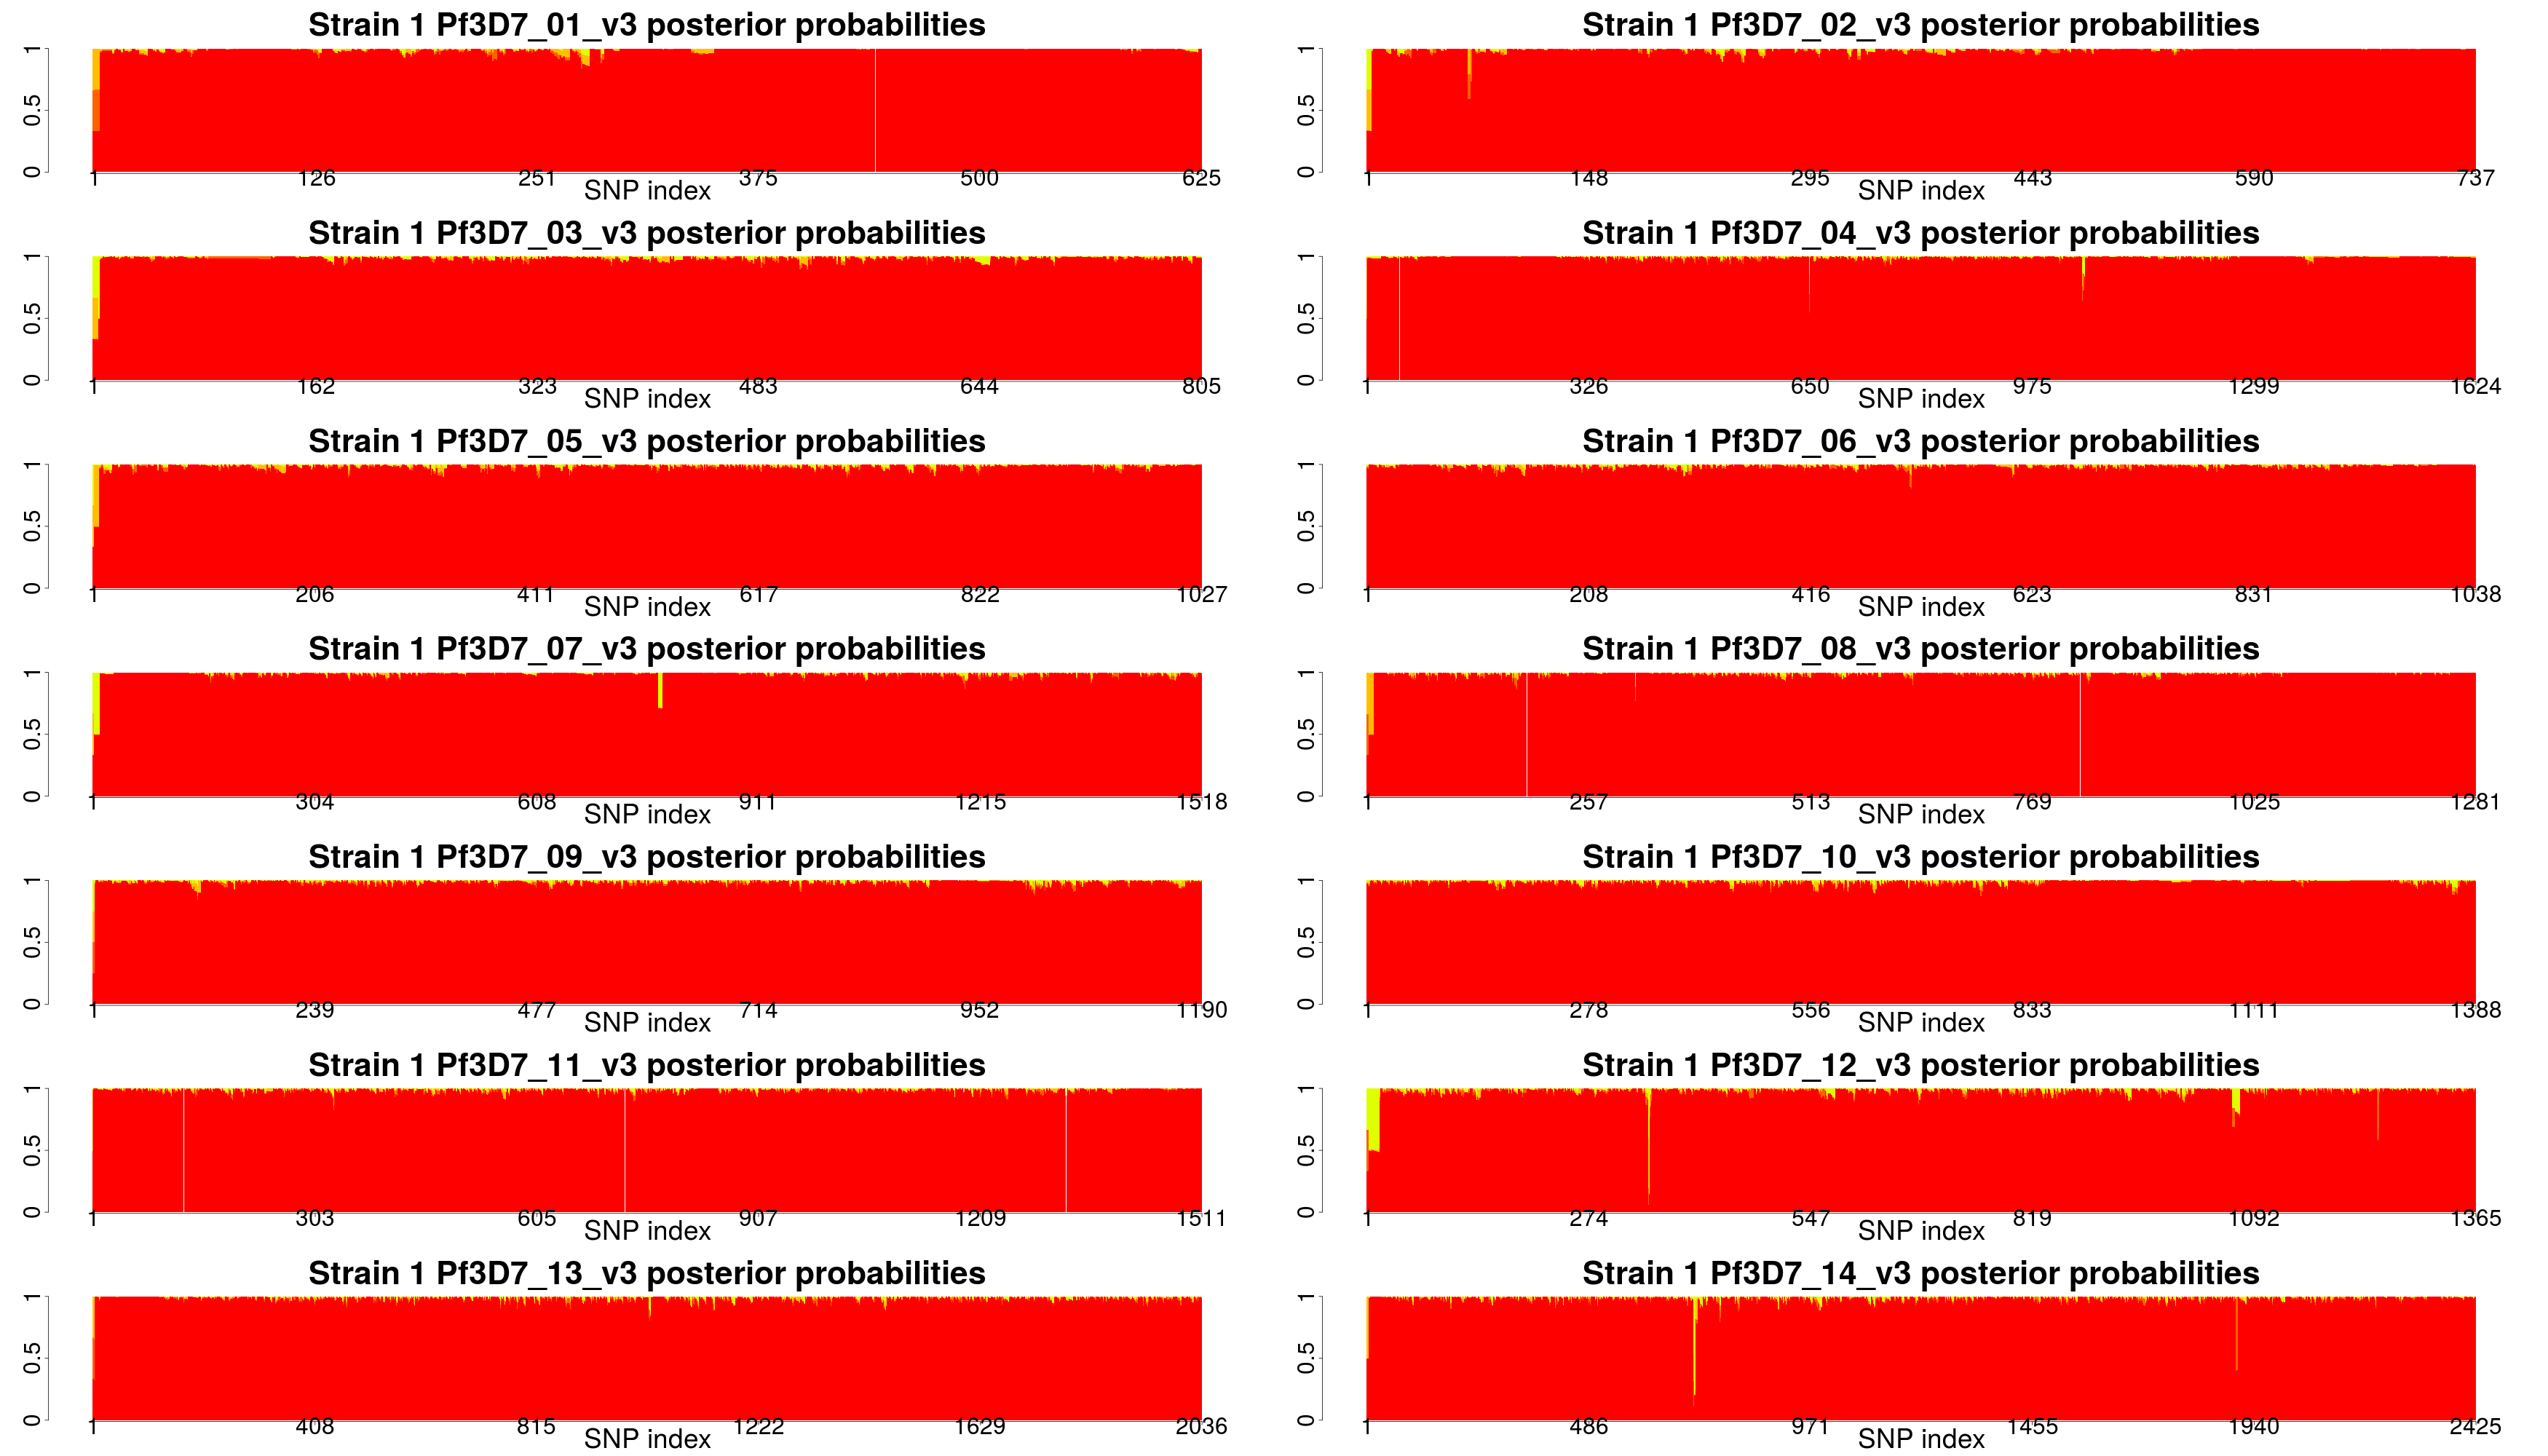 Strain 1 Pf3D7_01_v3 posterior probabilities
0 0.5 1
1 126 251 375 500 625
SNP index
Strain 1 Pf3D7_02_v3 posterior probabilities
0 0.5 1
1 148 295 443 590 737
SNP index
Strain 1 Pf3D7_03_v3 posterior probabilities
0 0.5 1
1 162 323 483 644 805
SNP index
Strain 1 Pf3D7_04_v3 posterior probabilities
0 0.5 1
1 326 650 975 1299 1624
SNP index
Strain 1 Pf3D7_05_v3 posterior probabilities
0 0.5 1
1 206 411 617 822 1027
SNP index
Strain 1 Pf3D7_06_v3 posterior probabilities
0 0.5 1
1 208 416 623 831 1038
SNP index
Strain 1 Pf3D7_07_v3 posterior probabilities
0 0.5 1
1 304 608 911 1215 1518
SNP index
Strain 1 Pf3D7_08_v3 posterior probabilities
0 0.5 1
1 257 513 769 1025 1281
SNP index
Strain 1 Pf3D7_09_v3 posterior probabilities
0 0.5 1
1 239 477 714 952 1190
SNP index
Strain 1 Pf3D7_10_v3 posterior probabilities
0 0.5 1
1 278 556 833 1111 1388
SNP index
Strain 1 Pf3D7_11_v3 posterior probabilities
0 0.5 1
1 303 605 907 1209 1511
SNP index
Strain 1 Pf3D7_12_v3 posterior probabilities
0 0.5 1
1 274 547 819 1092 1365
SNP index
Strain 1 Pf3D7_13_v3 posterior probabilities
0 0.5 1
1 408 815 1222 1629 2036
SNP index
Strain 1 Pf3D7_14_v3 posterior probabilities
0 0.5 1
1 486 971 1455 1940 2425
SNP index